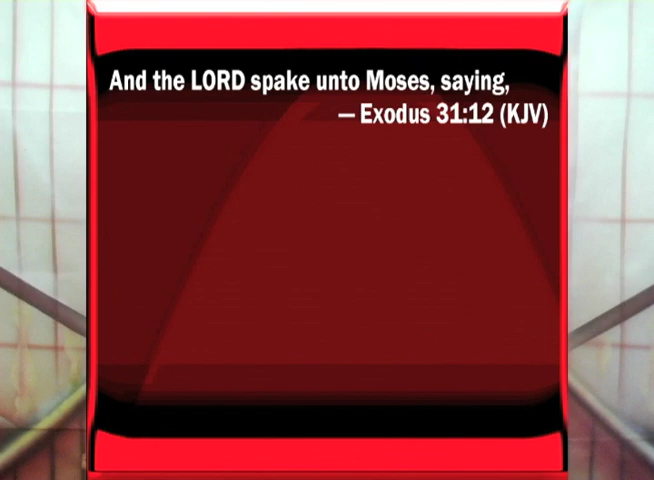 And the LORD spake unto Moses, saying,
— Exodus 31:12 (KJV)